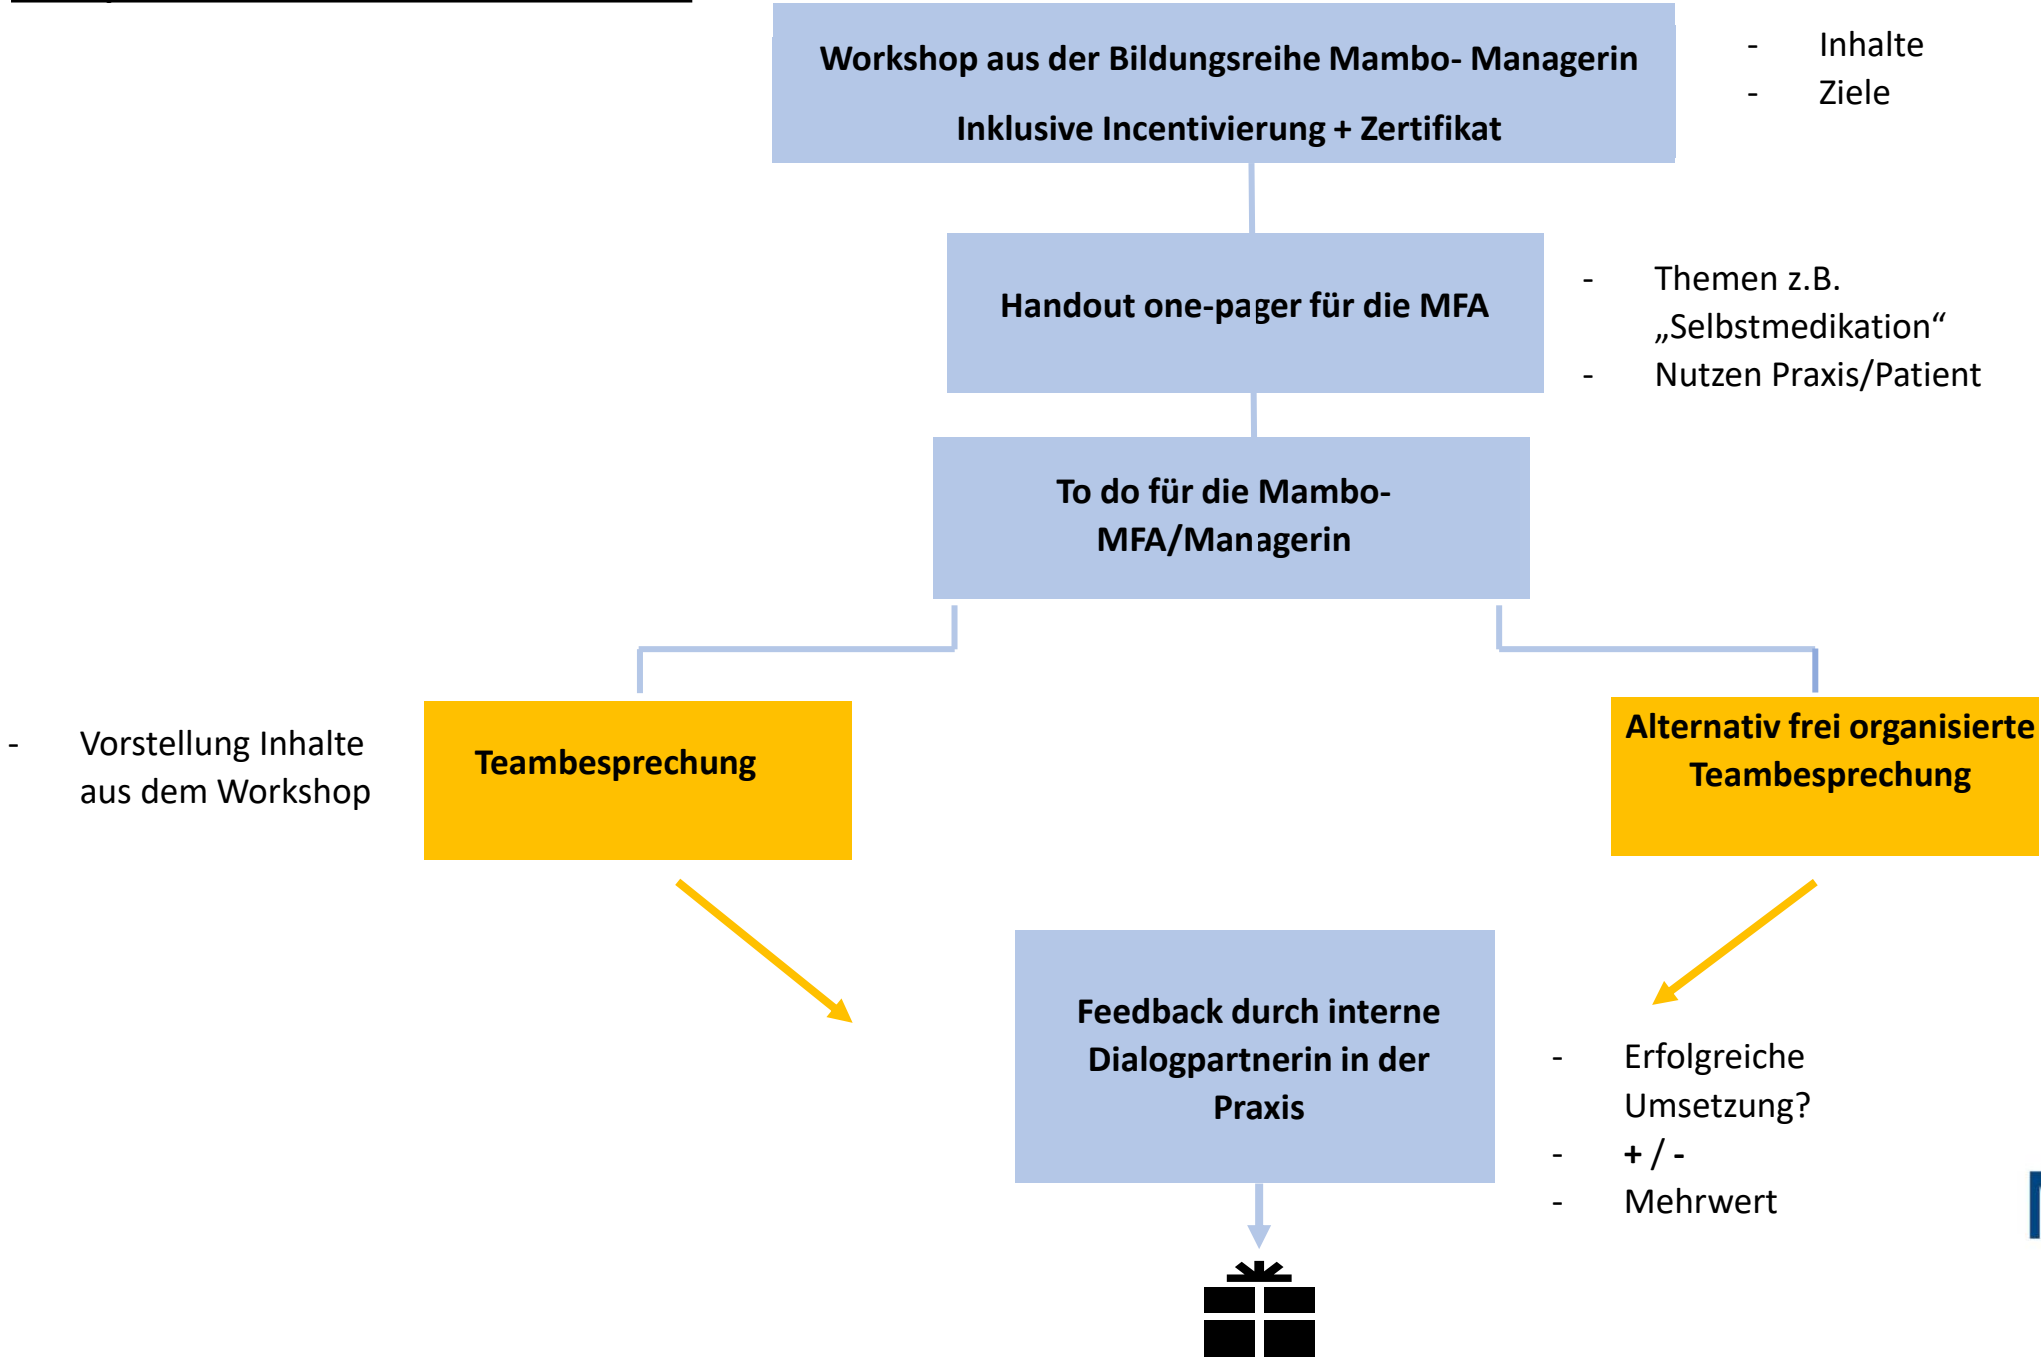 Workshop aus der Bildungsreihe Mambo- Managerin
Inklusive Incentivierung + Zertifikat
- Inhalte
- Ziele
Handout one-pager für die MFA
- Themen z.B.
„Selbstmedikation“
- Nutzen Praxis/Patient
To do für die Mambo-
MFA/Managerin
- Vorstellung Inhalte
aus dem Workshop
Teambesprechung
Alternativ frei organisierte
Teambesprechung
Feedback durch interne
Dialogpartnerin in der
Praxis
- Erfolgreiche
Umsetzung?
- + / -
- Mehrwert